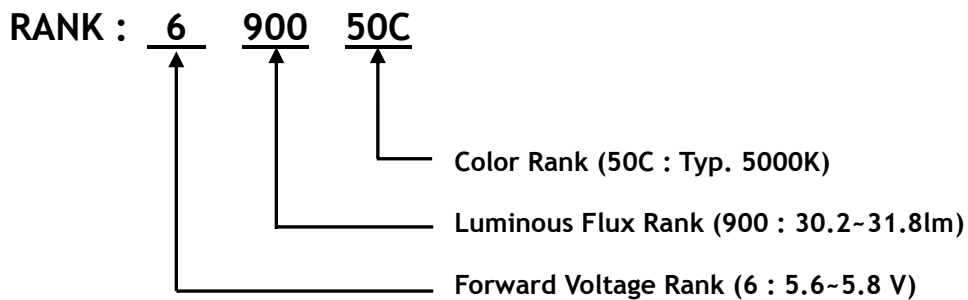 RANK : 6 900 50C
Color Rank (50C : Typ. 5000K)
Luminous Flux Rank (900 : 30.2~31.8lm)
Forward Voltage Rank (6 : 5.6~5.8 V)